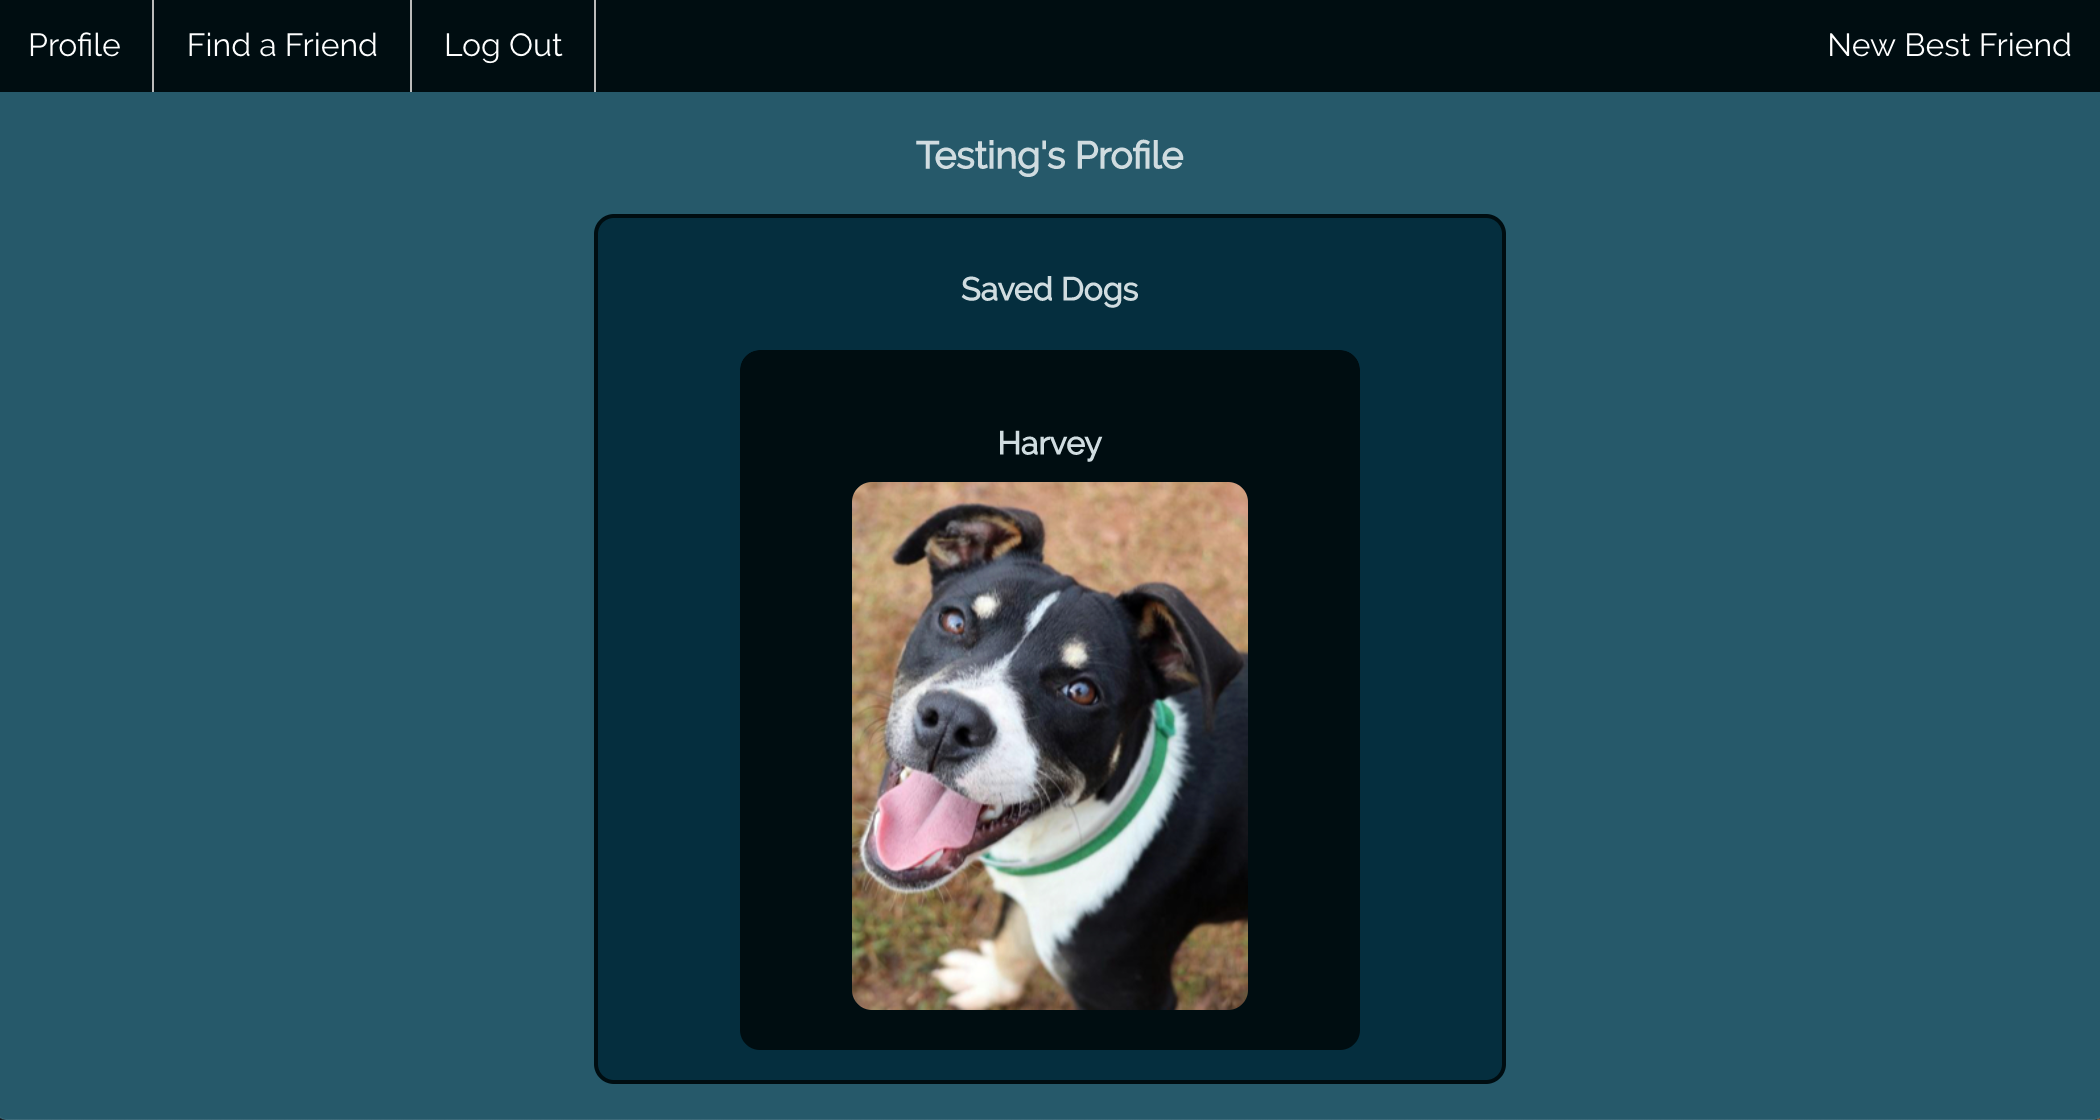 Profile
Find a Friend
Log Out
New Best Friend
Testing's Profile
Saved Dogs
Harvey